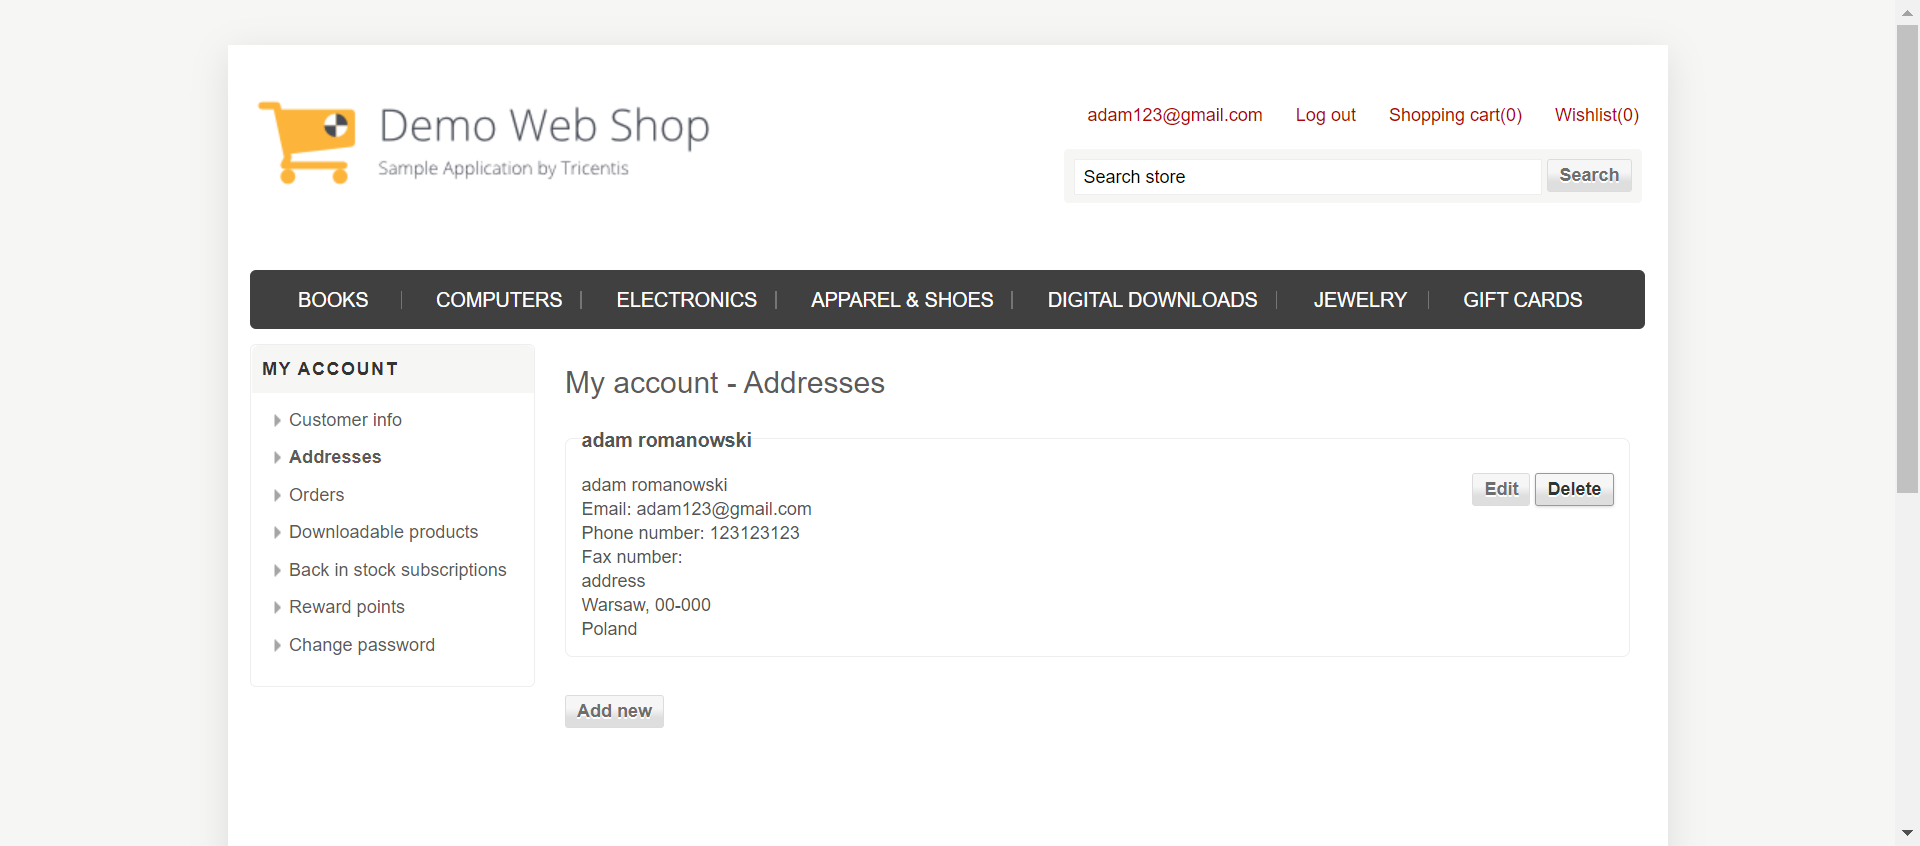 Demo Web Shop
Sample Application by Tricentis
adam123@gmail.com Log out Shopping cart(0) Wishlist(0)
Search store Search
BOOKS COMPUTERS ELECTRONICS APPAREL & SHOES DIGITAL DOWNLOADS JEWELRY GIFT CARDS
MY ACCOUNT
Customer info
Addresses
Orders
Downloadable products
Back in stock subscriptions
Reward points
Change password
My account - Addresses
adam romanowski
adam romanowski
Email: adam123@gmail.com
Phone number: 123123123
Fax number:
address
Warsaw, 00-000
Poland
Edit Delete
Add new